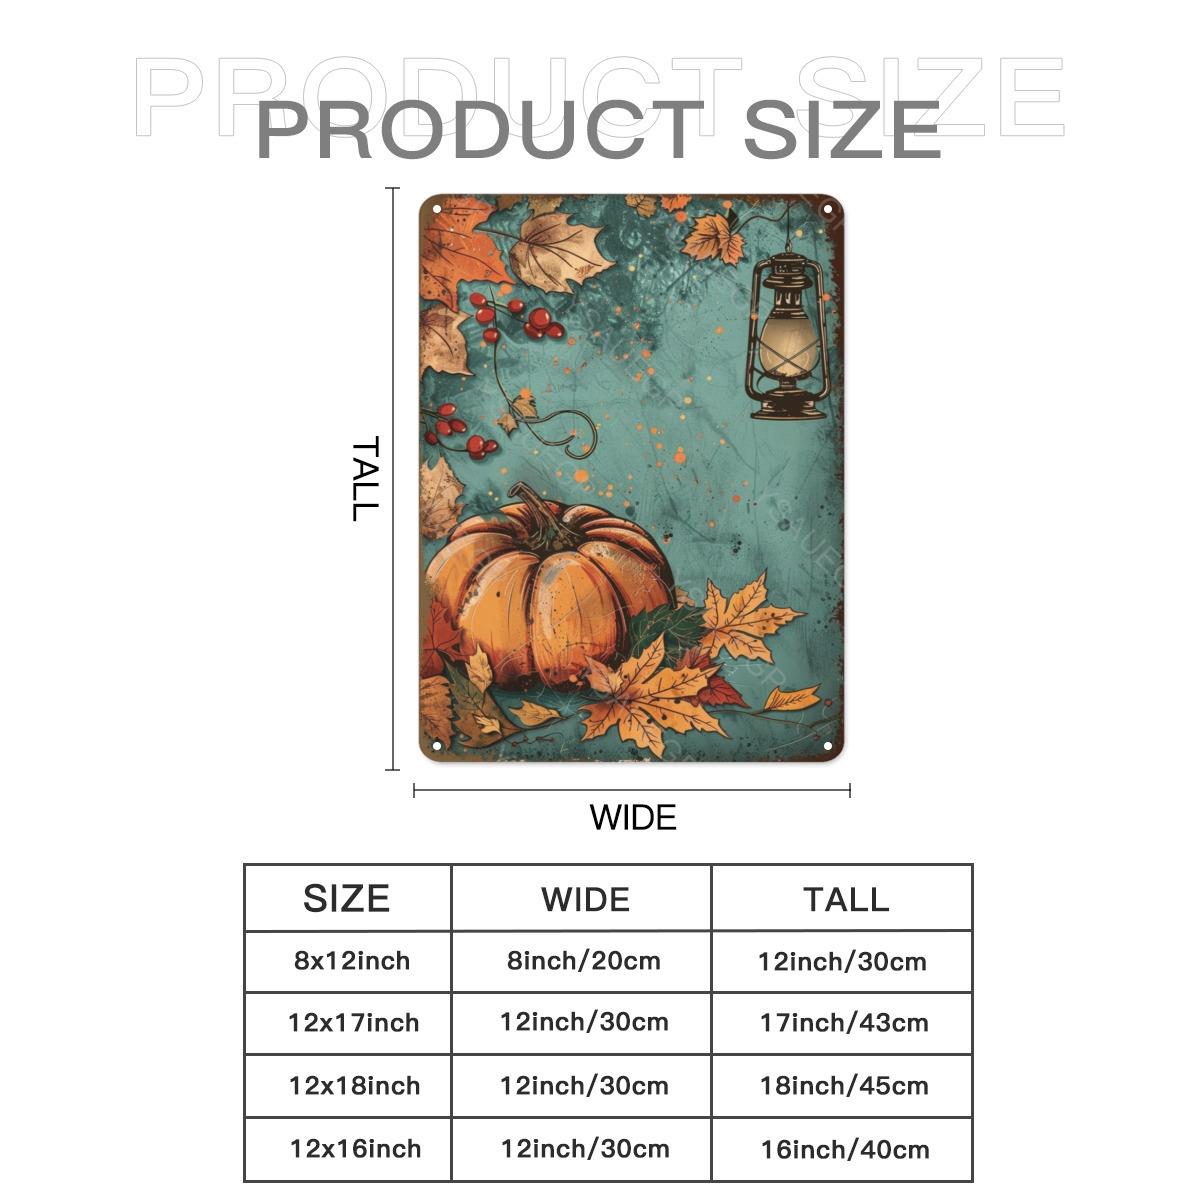 PRODUCT SIZE
PRODUCT SIZE
TALL
WIDE
SIZE WIDE TALL
8x12inch 8inch/20cm 12inch/30cm
12x17inch 12inch/30cm 17inch/43cm
12x18inch 12inch/30cm 18inch/45cm
12x16inch 12inch/30cm 16inch/40cm